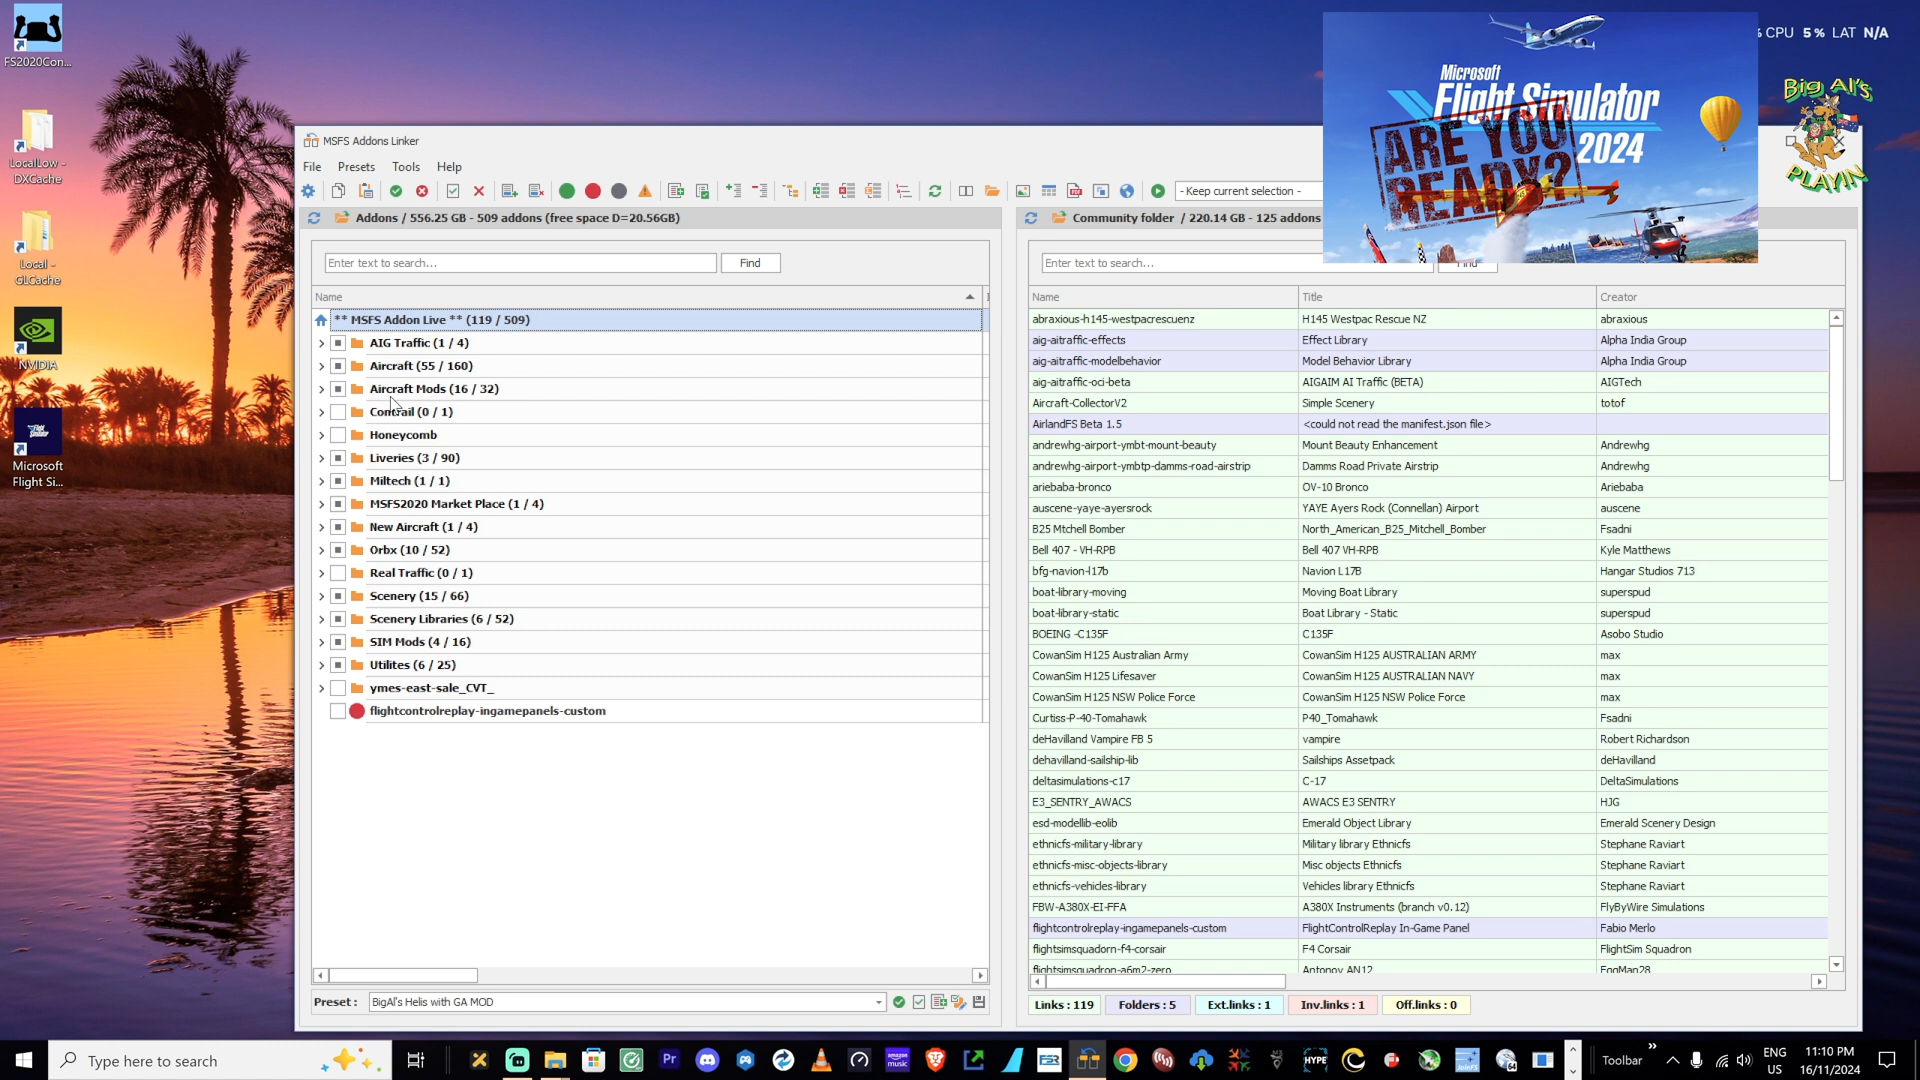 FS2020Con...
LocalLow -
DXCache
Local -
GLCache
NVIDIA
Microsoft
Flight Si...
CPU 5 % LAT N/A
Microsoft
Flight Simulator
2024
ARE YOU
READY?
Big Al's
PLAYIN
MSFS Addons Linker
File Presets Tools Help
- Keep current selection -
Addons / 556.25 GB - 509 addons (free space D=20.56GB)
Enter text to search... Find
Name
** MSFS Addon Live ** (119 / 509)
AIG Traffic (1 / 4)
Aircraft (55 / 160)
Aircraft Mods (16 / 32)
Contrail (0 / 1)
Honeycomb
Liveries (3 / 90)
Miltech (1 / 1)
MSFS2020 Market Place (1 / 4)
New Aircraft (1 / 4)
Orbx (10 / 52)
Real Traffic (0 / 1)
Scenery (15 / 66)
Scenery Libraries (6 / 52)
SIM Mods (4 / 16)
Utilites (6 / 25)
ymes-east-sale_CVT_
flightcontrolreplay-ingamepanels-custom
Preset : BigAl's Helis with GA MOD
Community folder / 220.14 GB - 125 addons
Enter text to search... Find
Name Title Creator
abraxious-h145-westpacrescuenz H145 Westpac Rescue NZ abraxious
aig-aitraffic-effects Effect Library Alpha India Group
aig-aitraffic-modelbehavior Model Behavior Library Alpha India Group
aig-aitraffic-oci-beta AIGAIM AI Traffic (BETA) AIGTech
Aircraft-CollectorV2 Simple Scenery totof
AirlandFS Beta 1.5 <could not read the manifest.json file>
andrewhg-airport-ymbt-mount-beauty Mount Beauty Enhancement Andrewhg
andrewhg-airport-ymbtp-damms-road-airstrip Damms Road Private Airstrip Andrewhg
ariebaba-bronco OV-10 Bronco Ariebaba
auscene-yaye-ayersrock YAYE Ayers Rock (Connellan) Airport auscene
B25 Mtchell Bomber North_American_B25_Mitchell_Bomber Fsadni
Bell 407 - VH-RPB Bell 407 VH-RPB Kyle Matthews
bfg-navion-l17b Navion L17B Hangar Studios 713
boat-library-moving Moving Boat Library superspud
boat-library-static Boat Library - Static superspud
BOEING -C135F C135F Asobo Studio
CowanSim H125 Australian Army CowanSim H125 AUSTRALIAN ARMY max
CowanSim H125 Lifesaver CowanSim H125 AUSTRALIAN NAVY max
CowanSim H125 NSW Police Force CowanSim H125 NSW Police Force max
Curtiss-P-40-Tomahawk P40_Tomahawk Fsadni
deHavilland Vampire FB 5 vampire Robert Richardson
dehavilland-sailship-lib Sailships Assetpack deHavilland
deltasimulations-c17 C-17 DeltaSimulations
E3_SENTRY_AWACS AWACS E3 SENTRY HJG
esd-modellib-eolib Emerald Object Library Emerald Scenery Design
ethnicfs-military-library Military library Ethnicfs Stephane Raviart
ethnicfs-misc-objects-library Misc objects Ethnicfs Stephane Raviart
ethnicfs-vehicles-library Vehicles library Ethnicfs Stephane Raviart
FBW-A380X-EI-FFA A380X Instruments (branch v0.12) FlyByWire Simulations
flightcontrolreplay-ingamepanels-custom FlightControlReplay In-Game Panel Fabio Merlo
flightsimsquadorn-f4-corsair F4 Corsair FlightSim Squadron
flightsimsquadron-a6m2-zero Antonov AN12 EngMan28
Links : 119 Folders : 5 Ext.links : 1 Inv.links : 1 Off.links : 0
Type here to search
Pr
amazon music
FSR
HYPE
JoinFS
64
Toolbar
ENG
US
11:10 PM
16/11/2024